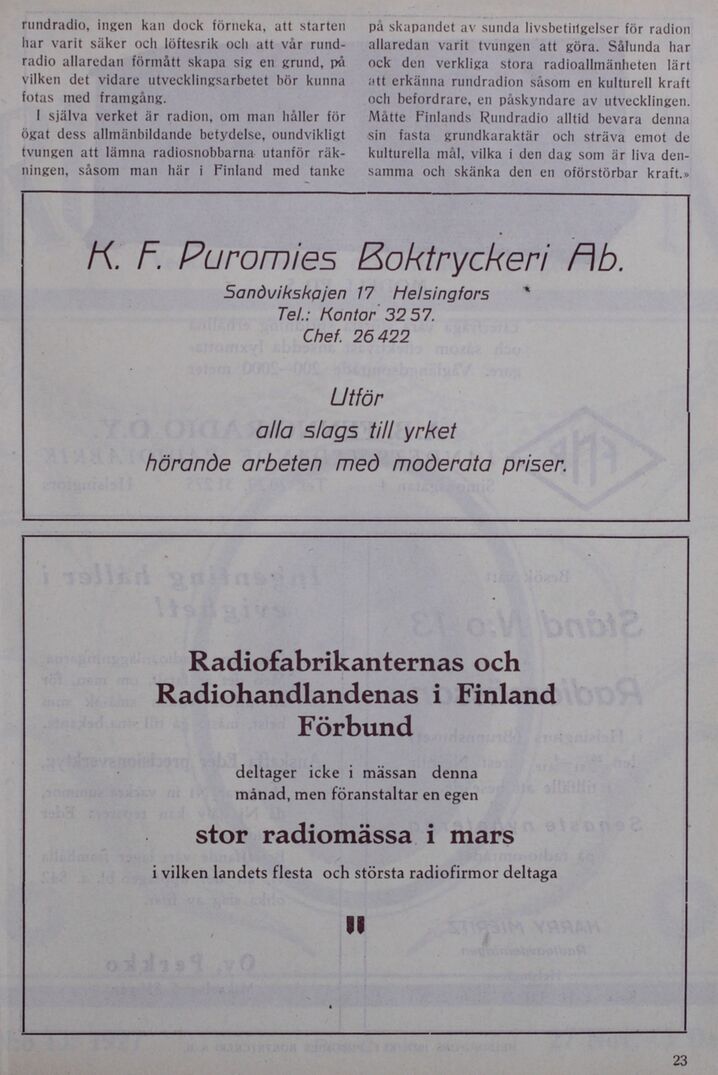 rundradio, ingen kan dock förneka, att starten
har varit säker och löftesrik och att vår rund-
radio allaredan förmått skapa sig en grund, på
vilken det vidare utvecklingsarbetet bör kunna
fotas med framgång.
I själva verket är radion, om man håller för
ögat dess allmänbildande betydelse, oundvikligt
tvungen att lämna radiosnobbarna utanför räk-
ningen, såsom man här i Finland med tanke
på skapandet av sunda livsbetingelser för radion
allaredan varit tvungen att göra. Sålunda har
ock den verkliga stora radioallmänheten lärt
att erkänna rundradion såsom en kulturell kraft
och befordrare, en påskyndare av utvecklingen.
Måtte Finlands Rundradio alltid bevara denna
sin fasta grundkaraktär och sträva emot de
kulturella mål, vilka i den dag som är liva den-
samma och skänka den en oförstörbar kraft.»
K. F. Puromies Boktryckeri Ab.
Sandvikskajen 17 Helsingfors
Tel.: Kontor 32 57.
Chef. 26 422
Utför
alla slags till yrket
hörande arbeten med moderata priser.
Radiofabrikanternas och
Radiohandlandenas i Finland
Förbund
deltager icke i mässan denna
månad, men föranstaltar en egen
stor radiomässa i mars
i vilken landets flesta och största radiofirmor deltaga
23